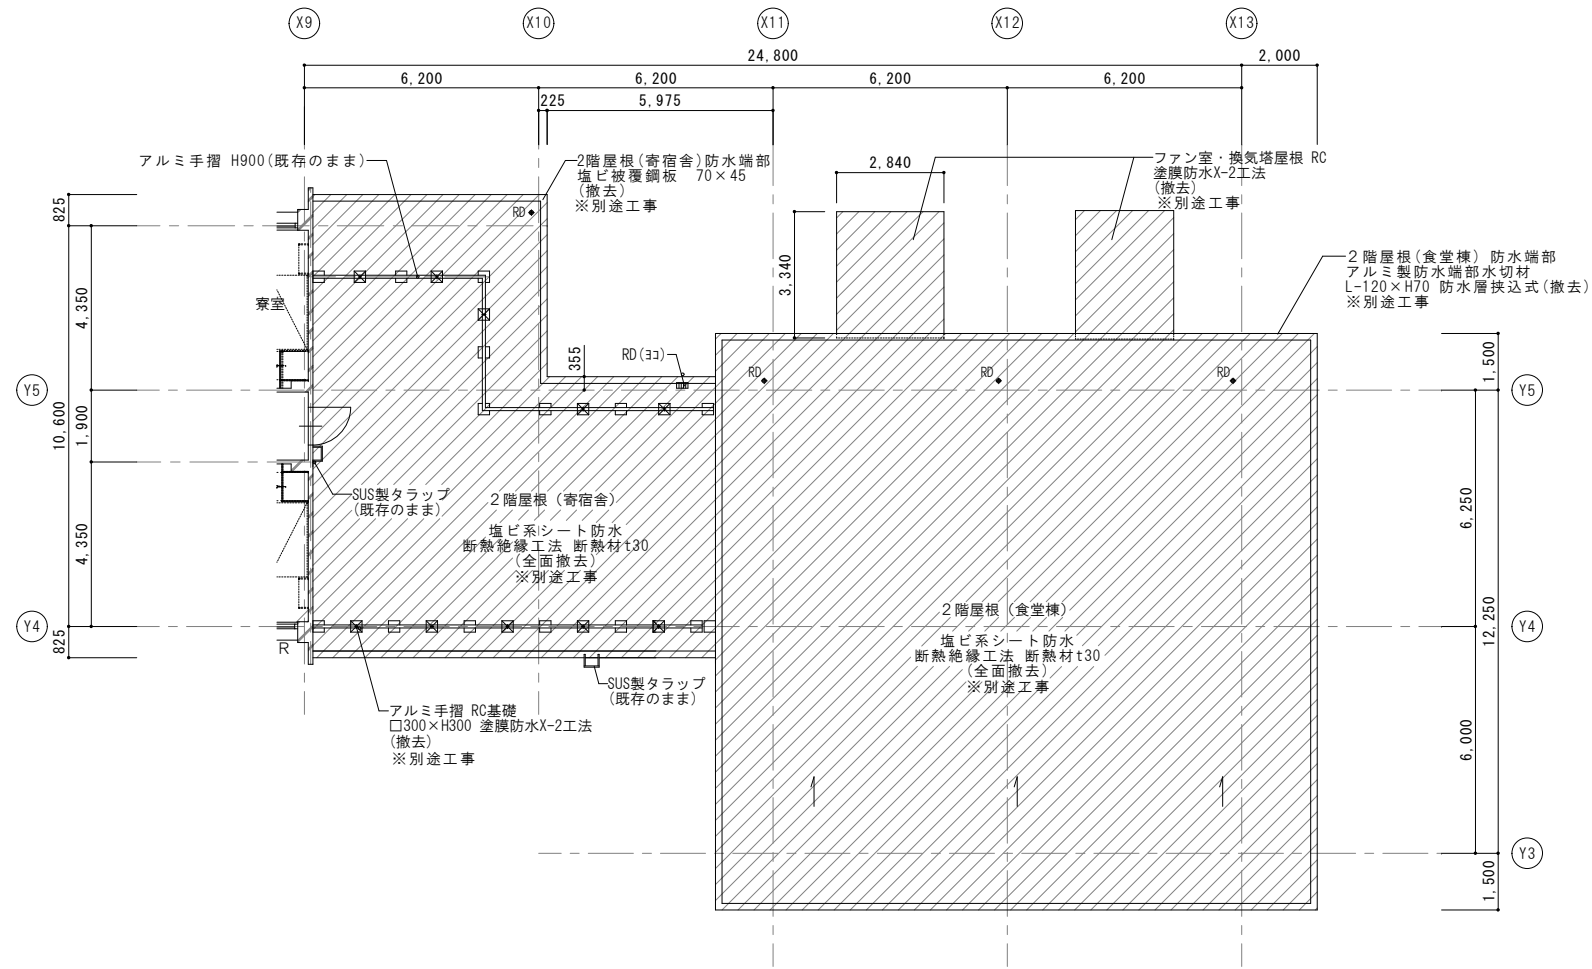 X9
X10
X11
X12
X13
24,800
2,000
6,200
6,200
6,200
6,200
225
5,975
アルミ手摺 H900(既存のまま)
2階屋根(寄宿舎)防水端部
塩ビ被覆鋼板 70×45
(撤去)
※別途工事
2,840
ファン室・換気塔屋根 RC
塗膜防水X-2工法
(撤去)
※別途工事
825
RD
3,340
2階屋根(食堂棟) 防水端部
アルミ製防水端部水切材
L-120×H70 防水層挟込式(撤去)
※別途工事
4,350
寮室
355
RD(ヨコ)
RD
RD
RD
1,500
Y5
Y5
10,600
1,900
SUS製タラップ
(既存のまま)
2階屋根(寄宿舎)
塩ビ系シート防水
断熱絶縁工法 断熱材t30
(全面撤去)
※別途工事
6,250
4,350
12,250
Y4
Y4
825
R
2階屋根(食堂棟)
塩ビ系シート防水
断熱絶縁工法 断熱材t30
(全面撤去)
※別途工事
SUS製タラップ
(既存のまま)
アルミ手摺 RC基礎
□300×H300 塗膜防水X-2工法
(撤去)
※別途工事
6,000
Y3
1,500